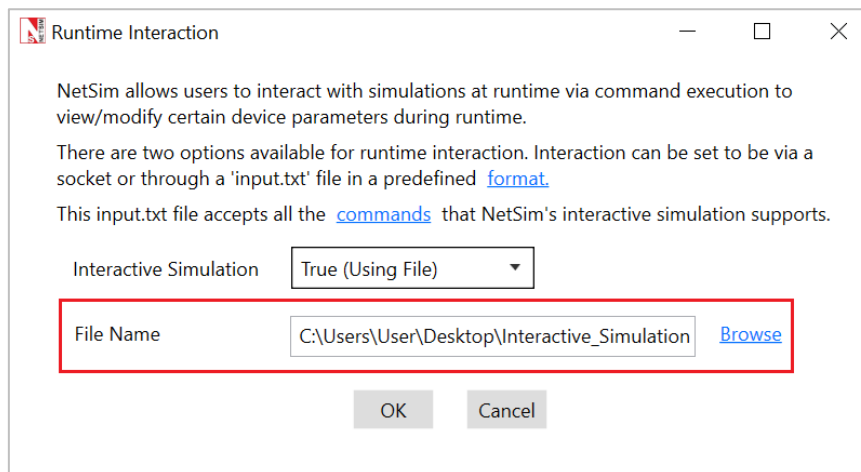 NETSIM
Runtime Interaction
NetSim allows users to interact with simulations at runtime via command execution to
view/modify certain device parameters during runtime.
There are two options available for runtime interaction. Interaction can be set to be via a
socket or through a 'input.txt' file in a predefined format.
This input.txt file accepts all the commands that NetSim's interactive simulation supports.
Interactive Simulation True (Using File)
File Name C:\Users\User\Desktop\Interactive_Simulation Browse
OK Cancel